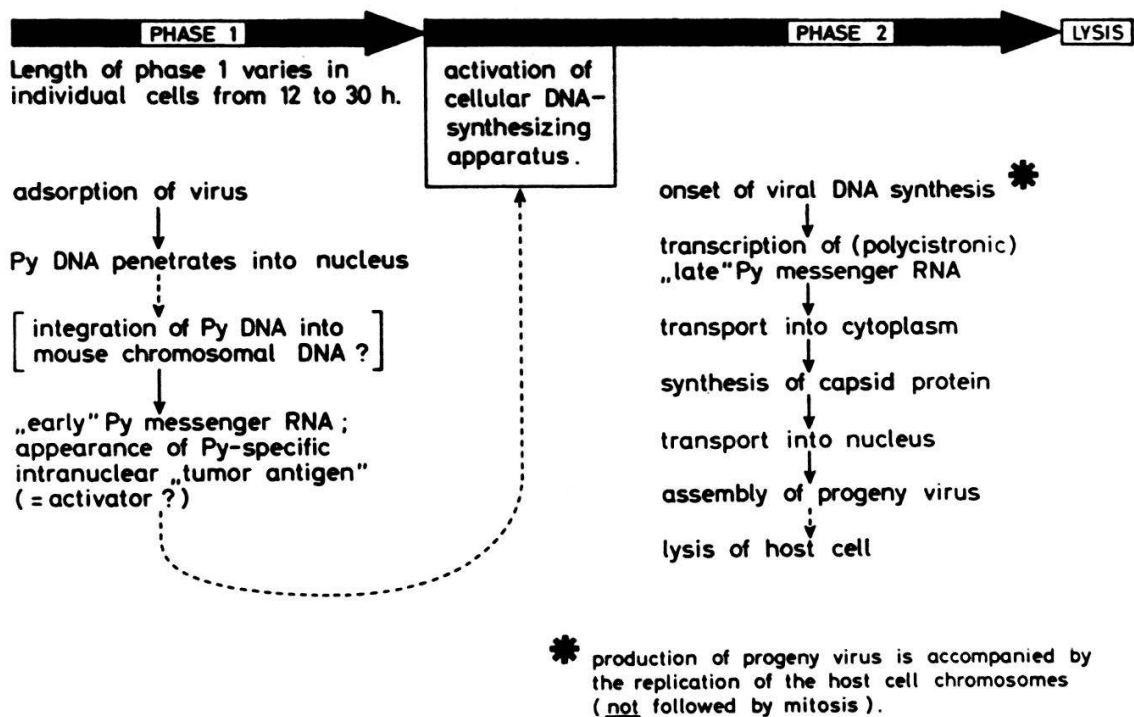 PHASE 1
PHASE 2
LYSIS
Length of phase 1 varies in
individual cells from 12 to 30 h.
activation of
cellular DNA–
synthesizing
apparatus.
adsorption of virus
Py DNA penetrates into nucleus
[integration of Py DNA into
mouse chromosomal DNA ?]
„early” Py messenger RNA ;
appearance of Py-specific
intranuclear „tumor antigen”
( = activator ?)
onset of viral DNA synthesis *
transcription of (polycistronic)
„late” Py messenger RNA
transport into cytoplasm
synthesis of capsid protein
transport into nucleus
assembly of progeny virus
lysis of host cell
* production of progeny virus is accompanied by
the replication of the host cell chromosomes
( not followed by mitosis ).